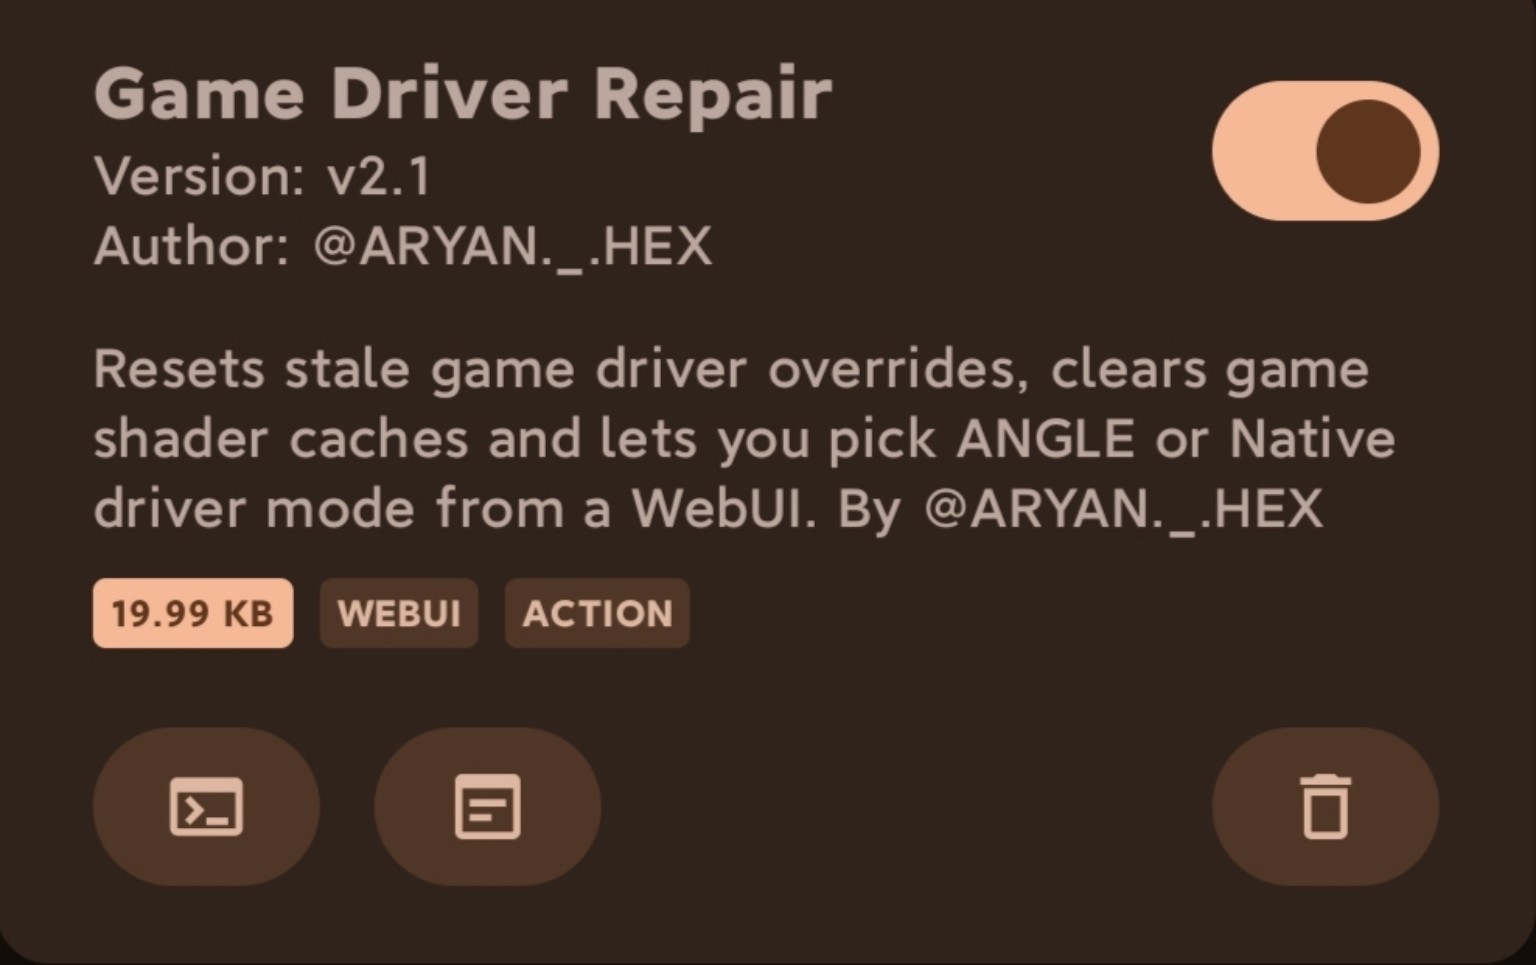 Game Driver Repair
Version: v2.1
Author: @ARYAN._.HEX
Resets stale game driver overrides, clears game
shader caches and lets you pick ANGLE or Native
driver mode from a WebUI. By @ARYAN._.HEX
19.99 KB WEBUI ACTION